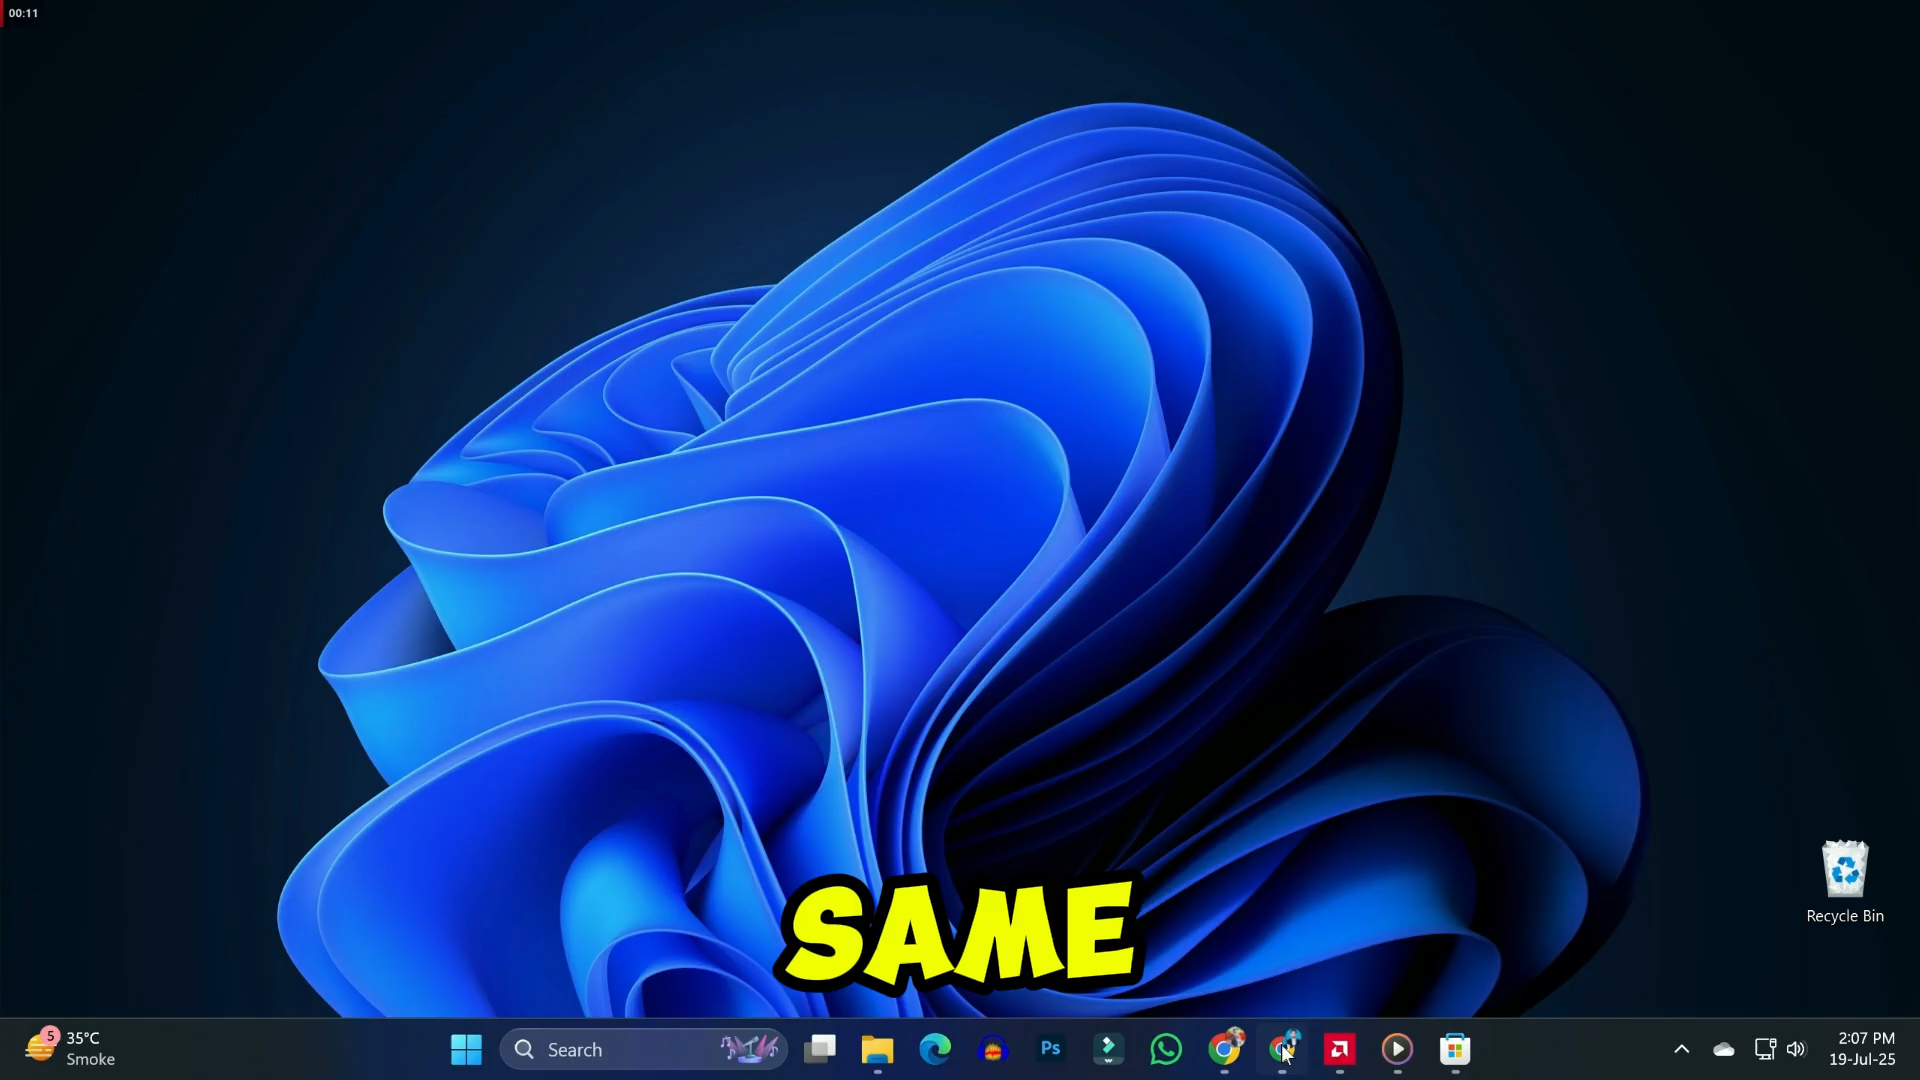 00:11
Recycle Bin
SAME
5
35°C
Smoke
Search
Ps
2:07 PM
19-Jul-25